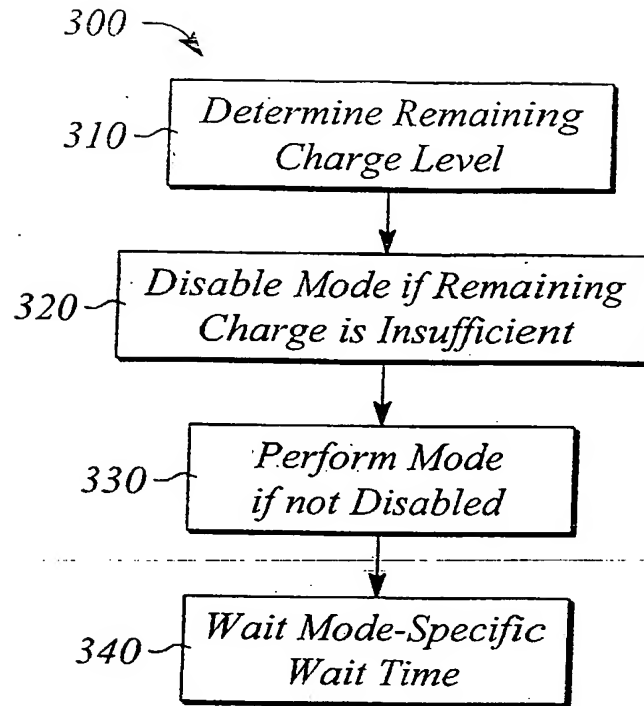 300
310
Determine Remaining
Charge Level
320
Disable Mode if Remaining
Charge is Insufficient
330
Perform Mode
if not Disabled
340
Wait Mode-Specific
Wait Time